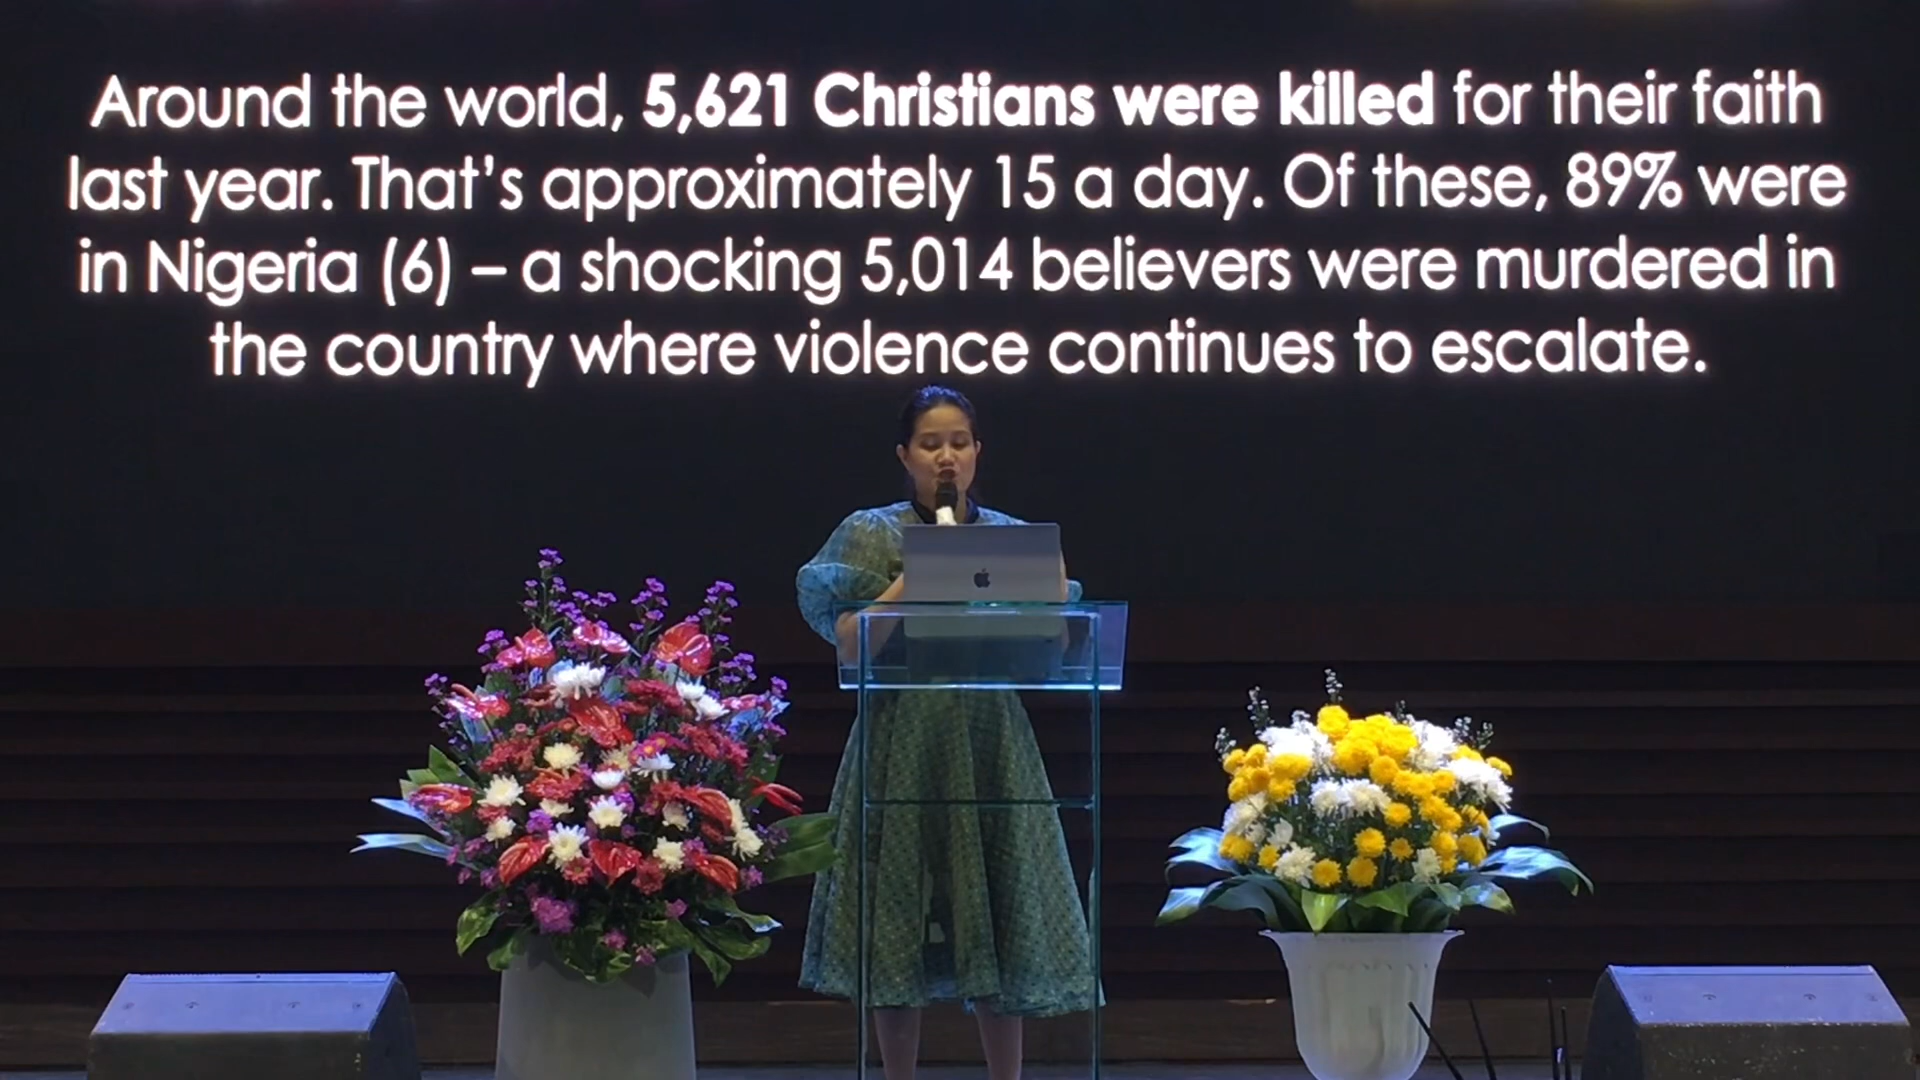 Around the world, 5,621 Christians were killed for their faith
last year. That’s approximately 15 a day. Of these, 89% were
in Nigeria (6) – a shocking 5,014 believers were murdered in
the country where violence continues to escalate.